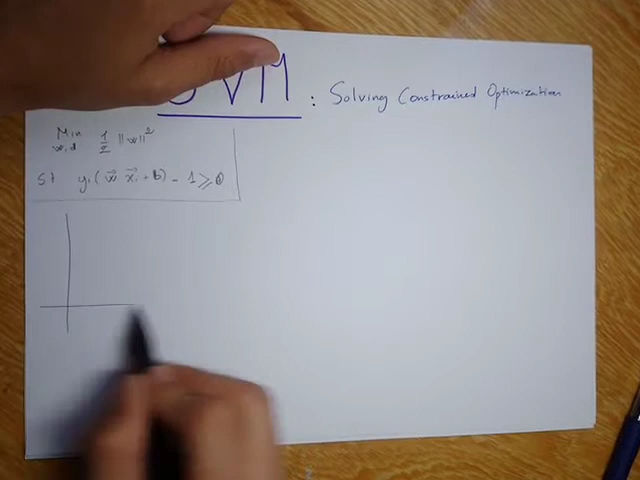 SVM : Solving Constrained Optimization
Min 1/2 ||w||²
w,d
St yi( w⃗ x⃗i + b) - 1 ≥ 0